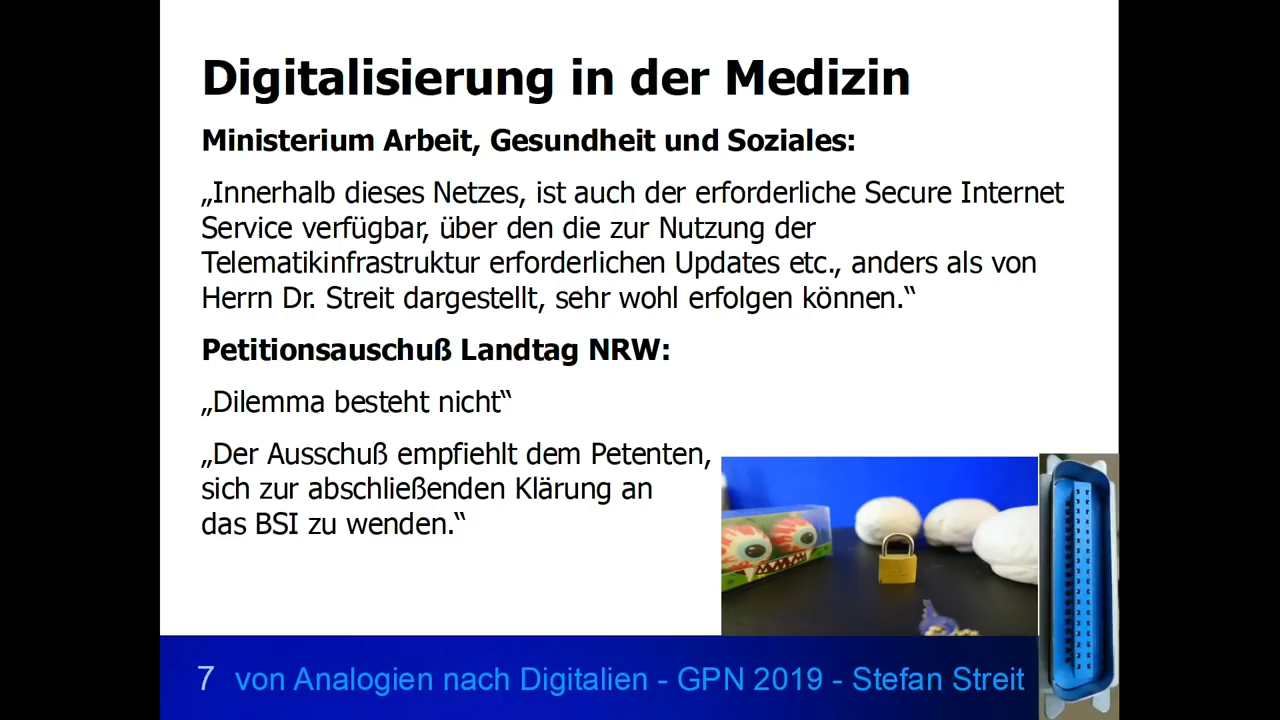 Digitalisierung in der Medizin
Ministerium Arbeit, Gesundheit und Soziales:
„Innerhalb dieses Netzes, ist auch der erforderliche Secure Internet
Service verfügbar, über den die zur Nutzung der
Telematikinfrastruktur erforderlichen Updates etc., anders als von
Herrn Dr. Streit dargestellt, sehr wohl erfolgen können.“
Petitionsauschuß Landtag NRW:
„Dilemma besteht nicht“
„Der Ausschuß empfiehlt dem Petenten,
sich zur abschließenden Klärung an
das BSI zu wenden.“
7 von Analogien nach Digitalien - GPN 2019 - Stefan Streit